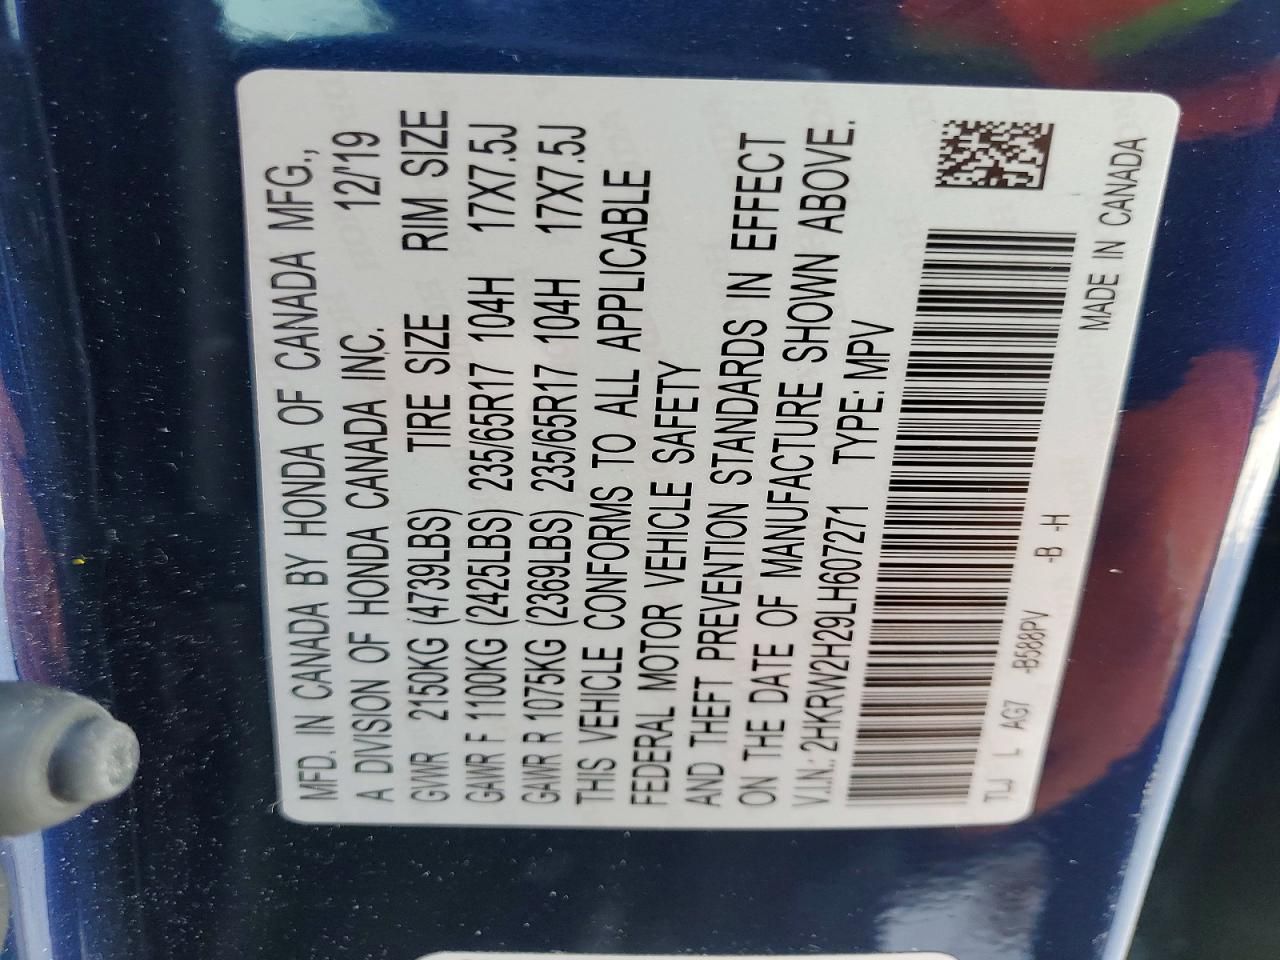 MFD. IN CANADA BY HONDA OF CANADA MFG.,
A DIVISION OF HONDA CANADA INC. 12/'19
GVWR 2150KG (4739LBS) TIRE SIZE RIM SIZE
GAWR F 1100KG (2425LBS) 235/65R17 104H 17X7.5J
GAWR R 1075KG (2369LBS) 235/65R17 104H 17X7.5J
THIS VEHICLE CONFORMS TO ALL APPLICABLE
FEDERAL MOTOR VEHICLE SAFETY
AND THEFT PREVENTION STANDARDS IN EFFECT
ON THE DATE OF MANUFACTURE SHOWN ABOVE.
V.I.N.: 2HKRW2H29LH607271 TYPE: MPV
TLJ L AG7 -B588PV -B -H
MADE IN CANADA